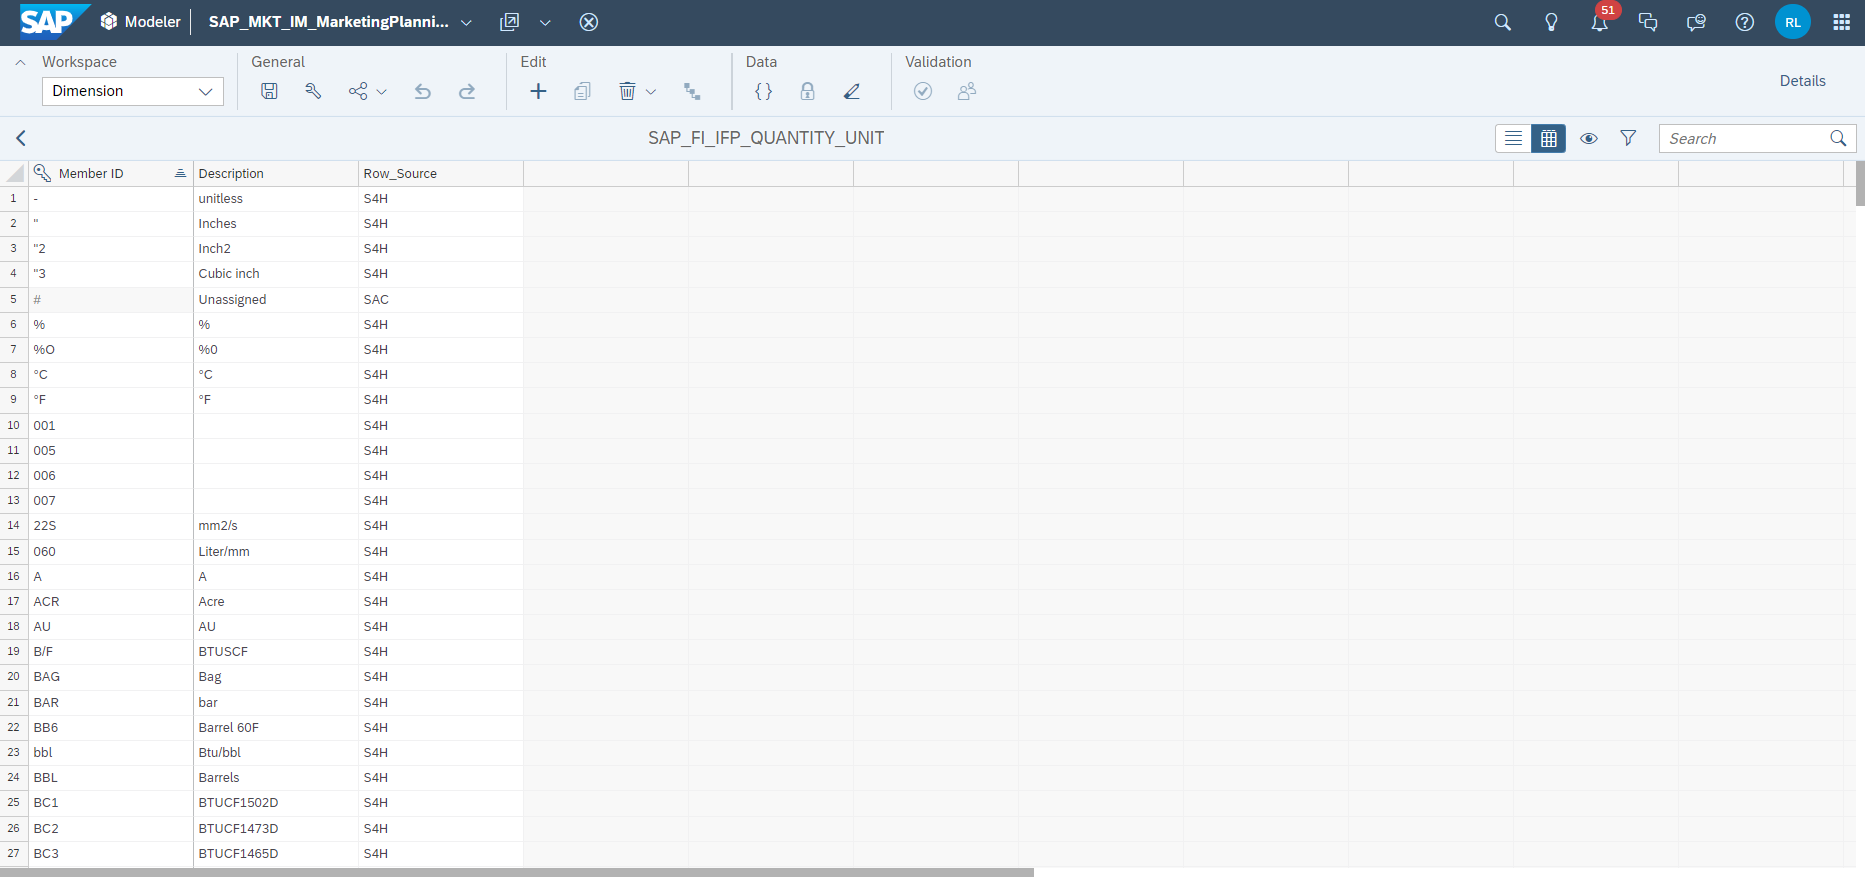 SAP Modeler SAP_MKT_IM_MarketingPlanni... 51 RL
Workspace General Edit Data Validation
Dimension Details
SAP_FI_IFP_QUANTITY_UNIT Search
Member ID Description Row_Source
1 - unitless S4H
2 " Inches S4H
3 "2 Inch2 S4H
4 "3 Cubic inch S4H
5 # Unassigned SAC
6 % % S4H
7 %O %0 S4H
8 °C °C S4H
9 °F °F S4H
10 001 S4H
11 005 S4H
12 006 S4H
13 007 S4H
14 22S mm2/s S4H
15 060 Liter/mm S4H
16 A A S4H
17 ACR Acre S4H
18 AU AU S4H
19 B/F BTUSCF S4H
20 BAG Bag S4H
21 BAR bar S4H
22 BB6 Barrel 60F S4H
23 bbl Btu/bbl S4H
24 BBL Barrels S4H
25 BC1 BTUCF1502D S4H
26 BC2 BTUCF1473D S4H
27 BC3 BTUCF1465D S4H